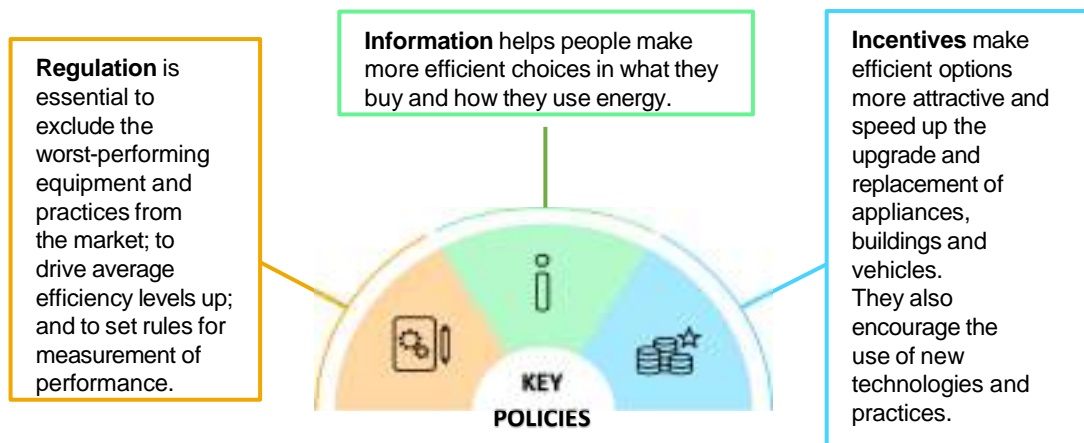 Regulation is
essential to
exclude the
worst-performing
equipment and
practices from
the market; to
drive average
efficiency levels up;
and to set rules for
measurement of
performance.
Information helps people make
more efficient choices in what they
buy and how they use energy.
Incentives make
efficient options
more attractive and
speed up the
upgrade and
replacement of
appliances,
buildings and
vehicles.
They also
encourage the
use of new
technologies and
practices.
KEY
POLICIES